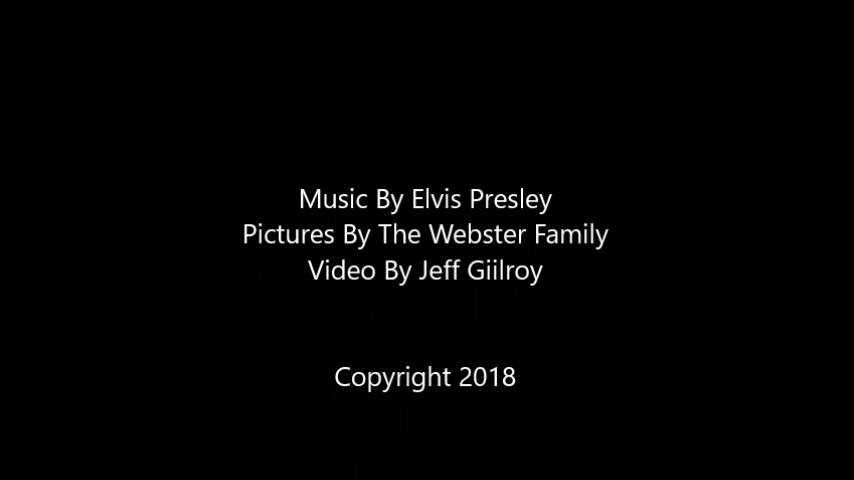 Music By Elvis Presley
Pictures By The Webster Family
Video By Jeff Giilroy
Copyright 2018